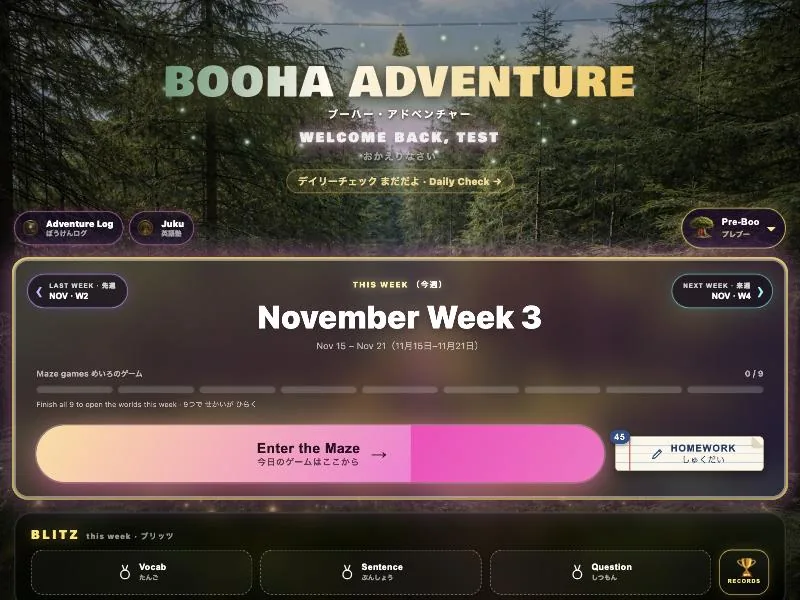 BOOHA ADVENTURE
ブーハー・アドベンチャー
WELCOME BACK, TEST
おかえりなさい
デイリーチェック まだだよ · Daily Check →
Adventure Log
ぼうけんログ
Juku
英語塾
Pre-Boo
プレブー
LAST WEEK · 先週
NOV · W2
THIS WEEK （今週）
NEXT WEEK · 来週
NOV · W4
November Week 3
Nov 15 – Nov 21（11月15日–11月21日）
Maze games めいろのゲーム
0 / 9
Finish all 9 to open the worlds this week · 9つで せかいが ひらく
Enter the Maze →
今日のゲームはここから
45
HOMEWORK
しゅくだい
BLITZ this week · ブリッツ
Vocab
たんご
Sentence
ぶんしょう
Question
しつもん
RECORDS